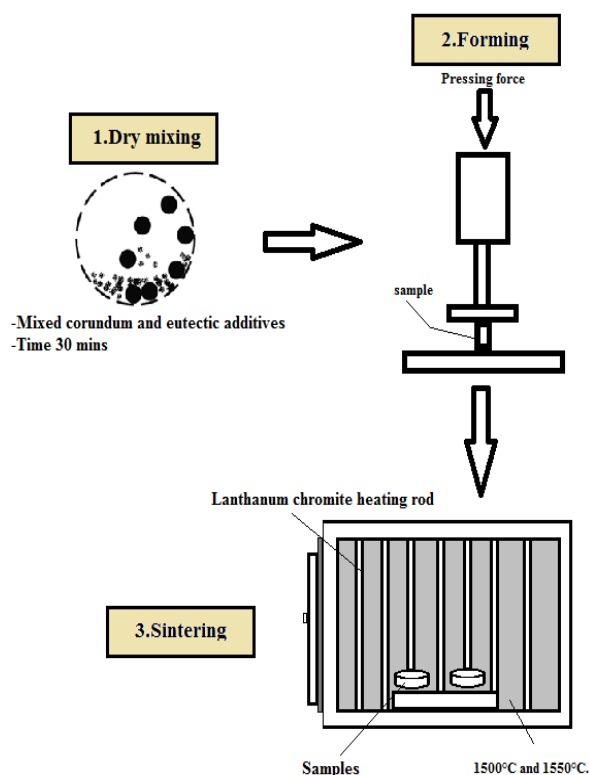 1.Dry mixing
-Mixed corundum and eutectic additives
-Time 30 mins
2.Forming
Pressing force
sample
Lanthanum chromite heating rod
3.Sintering
Samples
1500°C and 1550°C.